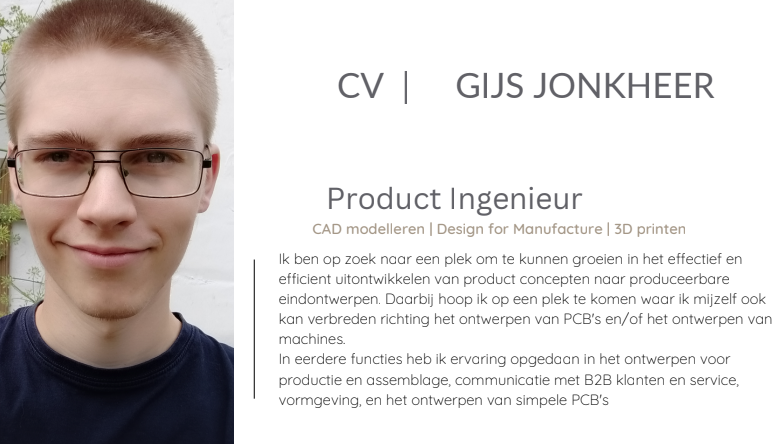 CV | GIJS JONKHEER
Product Ingenieur
CAD modelleren | Design for Manufacture | 3D printen
Ik ben op zoek naar een plek om te kunnen groeien in het effectief en
efficient uitontwikkelen van product concepten naar produceerbare
eindontwerpen. Daarbij hoop ik op een plek te komen waar ik mijzelf ook
kan verbreden richting het ontwerpen van PCB's en/of het ontwerpen van
machines.
In eerdere functies heb ik ervaring opgedaan in het ontwerpen voor
productie en assemblage, communicatie met B2B klanten en service,
vormgeving, en het ontwerpen van simpele PCB's